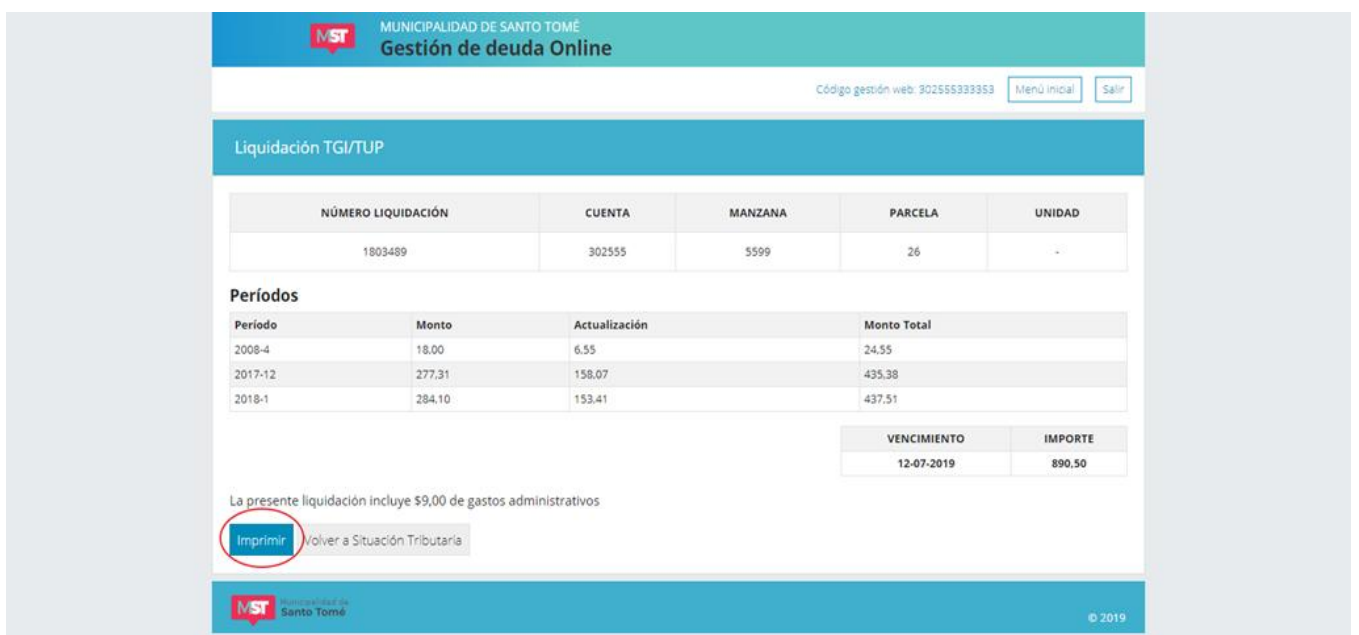 MST
MUNICIPALIDAD DE SANTO TOMÉ
Gestión de deuda Online
Código gestión web: 302555333353 Menú inicial Salir
Liquidación TGI/TUP
NÚMERO LIQUIDACIÓN CUENTA MANZANA PARCELA UNIDAD
1803489 302555 5599 26 -
Períodos
Período Monto Actualización Monto Total
2008-4 18,00 6,55 24,55
2017-12 277,31 158,07 435,38
2018-1 284,10 153,41 437,51
VENCIMIENTO IMPORTE
12-07-2019 890,50
La presente liquidación incluye $9,00 de gastos administrativos
Imprimir Volver a Situación Tributaria
MST Municipalidad de
Santo Tomé
© 2019